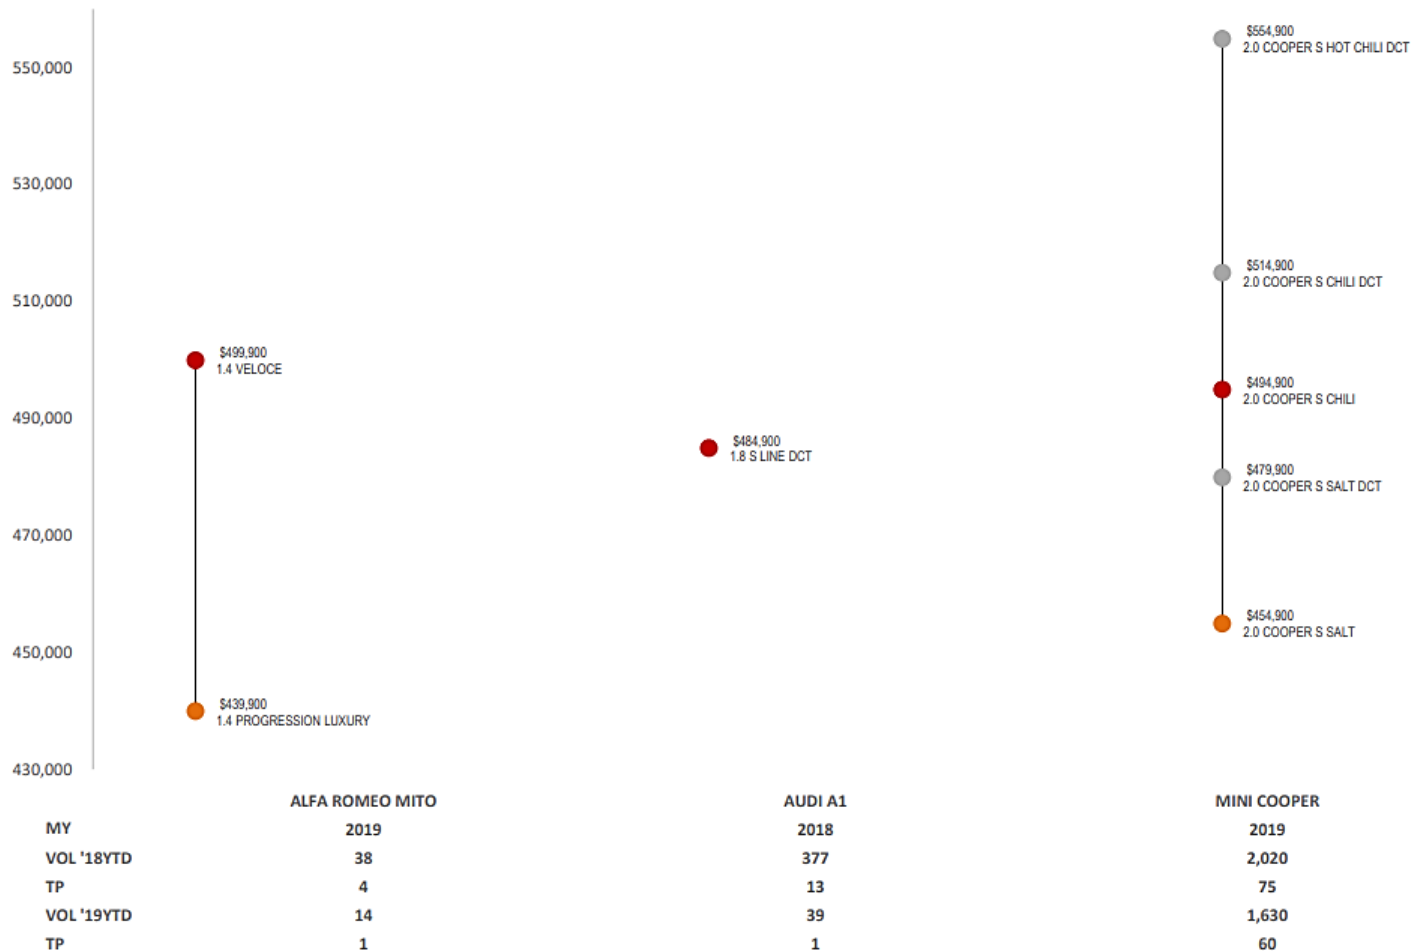 550,000
530,000
510,000
490,000
470,000
450,000
430,000
$499,900
1.4 VELOCE
$439,900
1.4 PROGRESSION LUXURY
$484,900
1.8 S LINE DCT
$554,900
2.0 COOPER S HOT CHILI DCT
$514,900
2.0 COOPER S CHILI DCT
$494,900
2.0 COOPER S CHILI
$479,900
2.0 COOPER S SALT DCT
$454,900
2.0 COOPER S SALT
ALFA ROMEO MITO AUDI A1 MINI COOPER
MY 2019 2018 2019
VOL '18YTD 38 377 2,020
TP 4 13 75
VOL '19YTD 14 39 1,630
TP 1 1 60